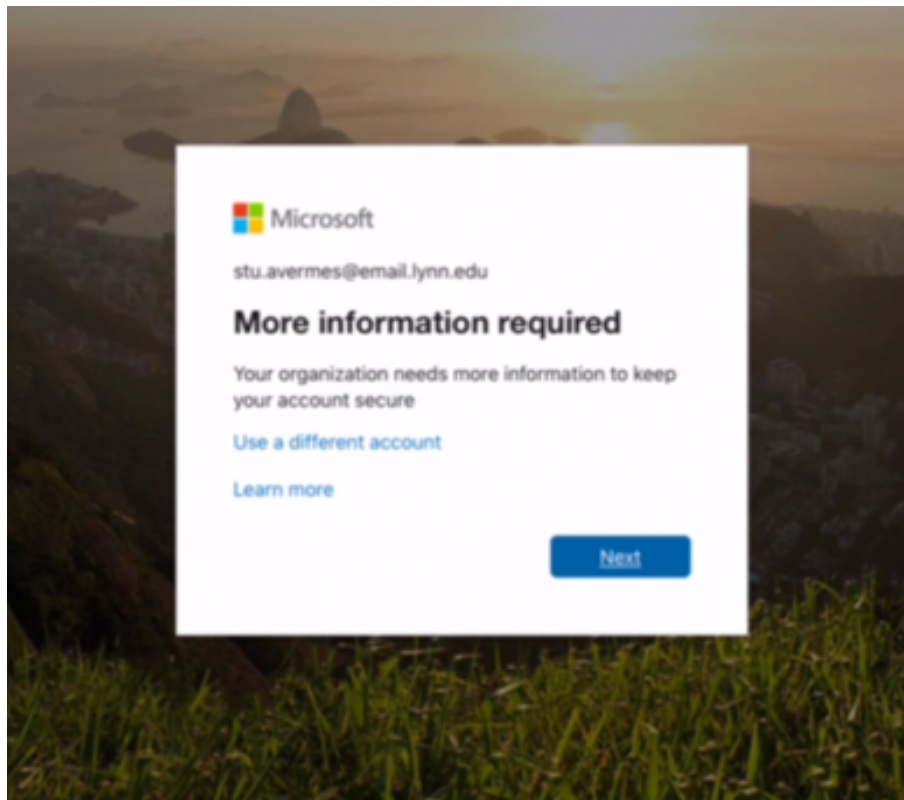 Microsoft
stu.avermes@email.lynn.edu
More information required
Your organization needs more information to keep
your account secure
Use a different account
Learn more
Next